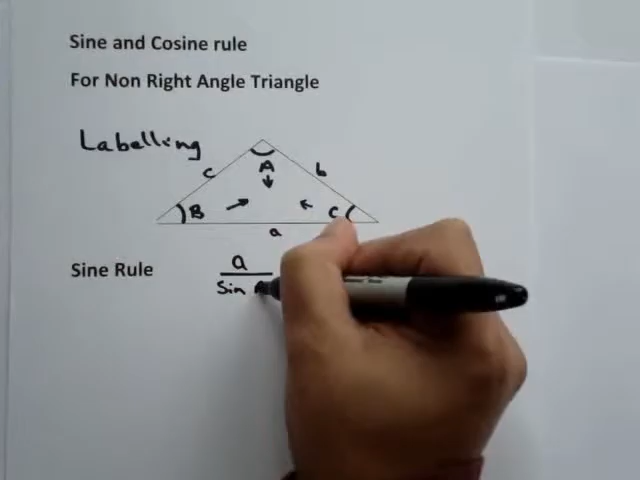 Sine and Cosine rule
For Non Right Angle Triangle
Labelling
c A b
B C
a
Sine Rule
a
Sin